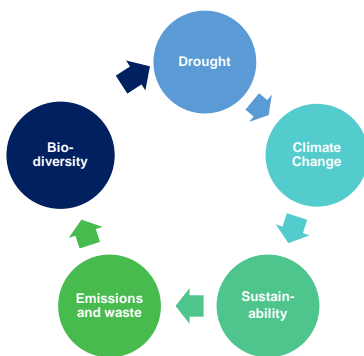 Drought
Climate
Change
Sustain-
ability
Emissions
and waste
Bio-
diversity